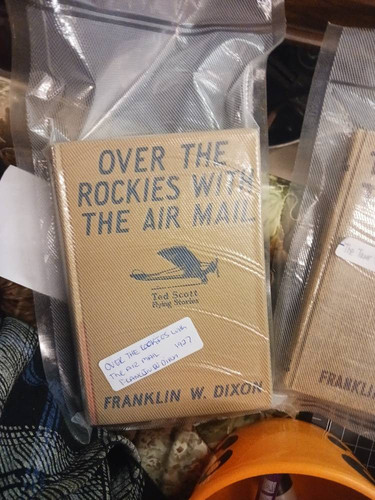 OVER THE
ROCKIES WITH
THE AIR MAIL
Ted Scott
Flying Stories
OVER THE ROCKIES WITH
THE AIR MAIL 1927
FRANKLIN W DIXON
FRANKLIN W. DIXON
FRANKLIN